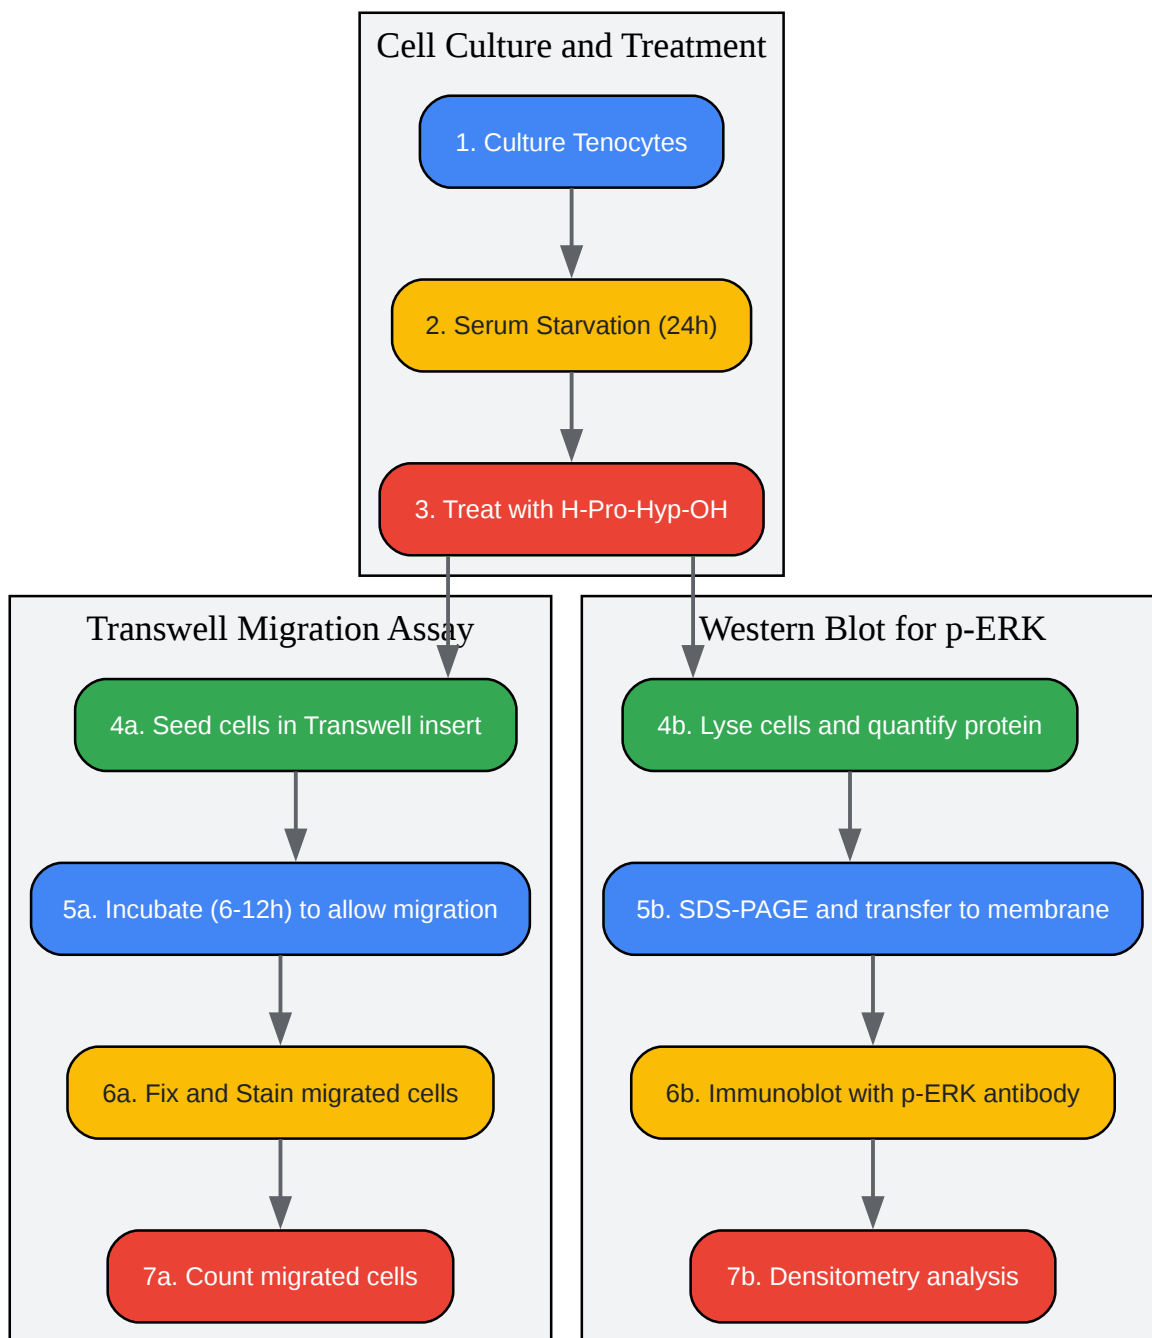 Cell Culture and Treatment
1. Culture Tenocytes
2. Serum Starvation (24h)
3. Treat with H-Pro-Hyp-OH
Transwell Migration Assay
4a. Seed cells in Transwell insert
5a. Incubate (6-12h) to allow migration
6a. Fix and Stain migrated cells
7a. Count migrated cells
Western Blot for p-ERK
4b. Lyse cells and quantify protein
5b. SDS-PAGE and transfer to membrane
6b. Immunoblot with p-ERK antibody
7b. Densitometry analysis